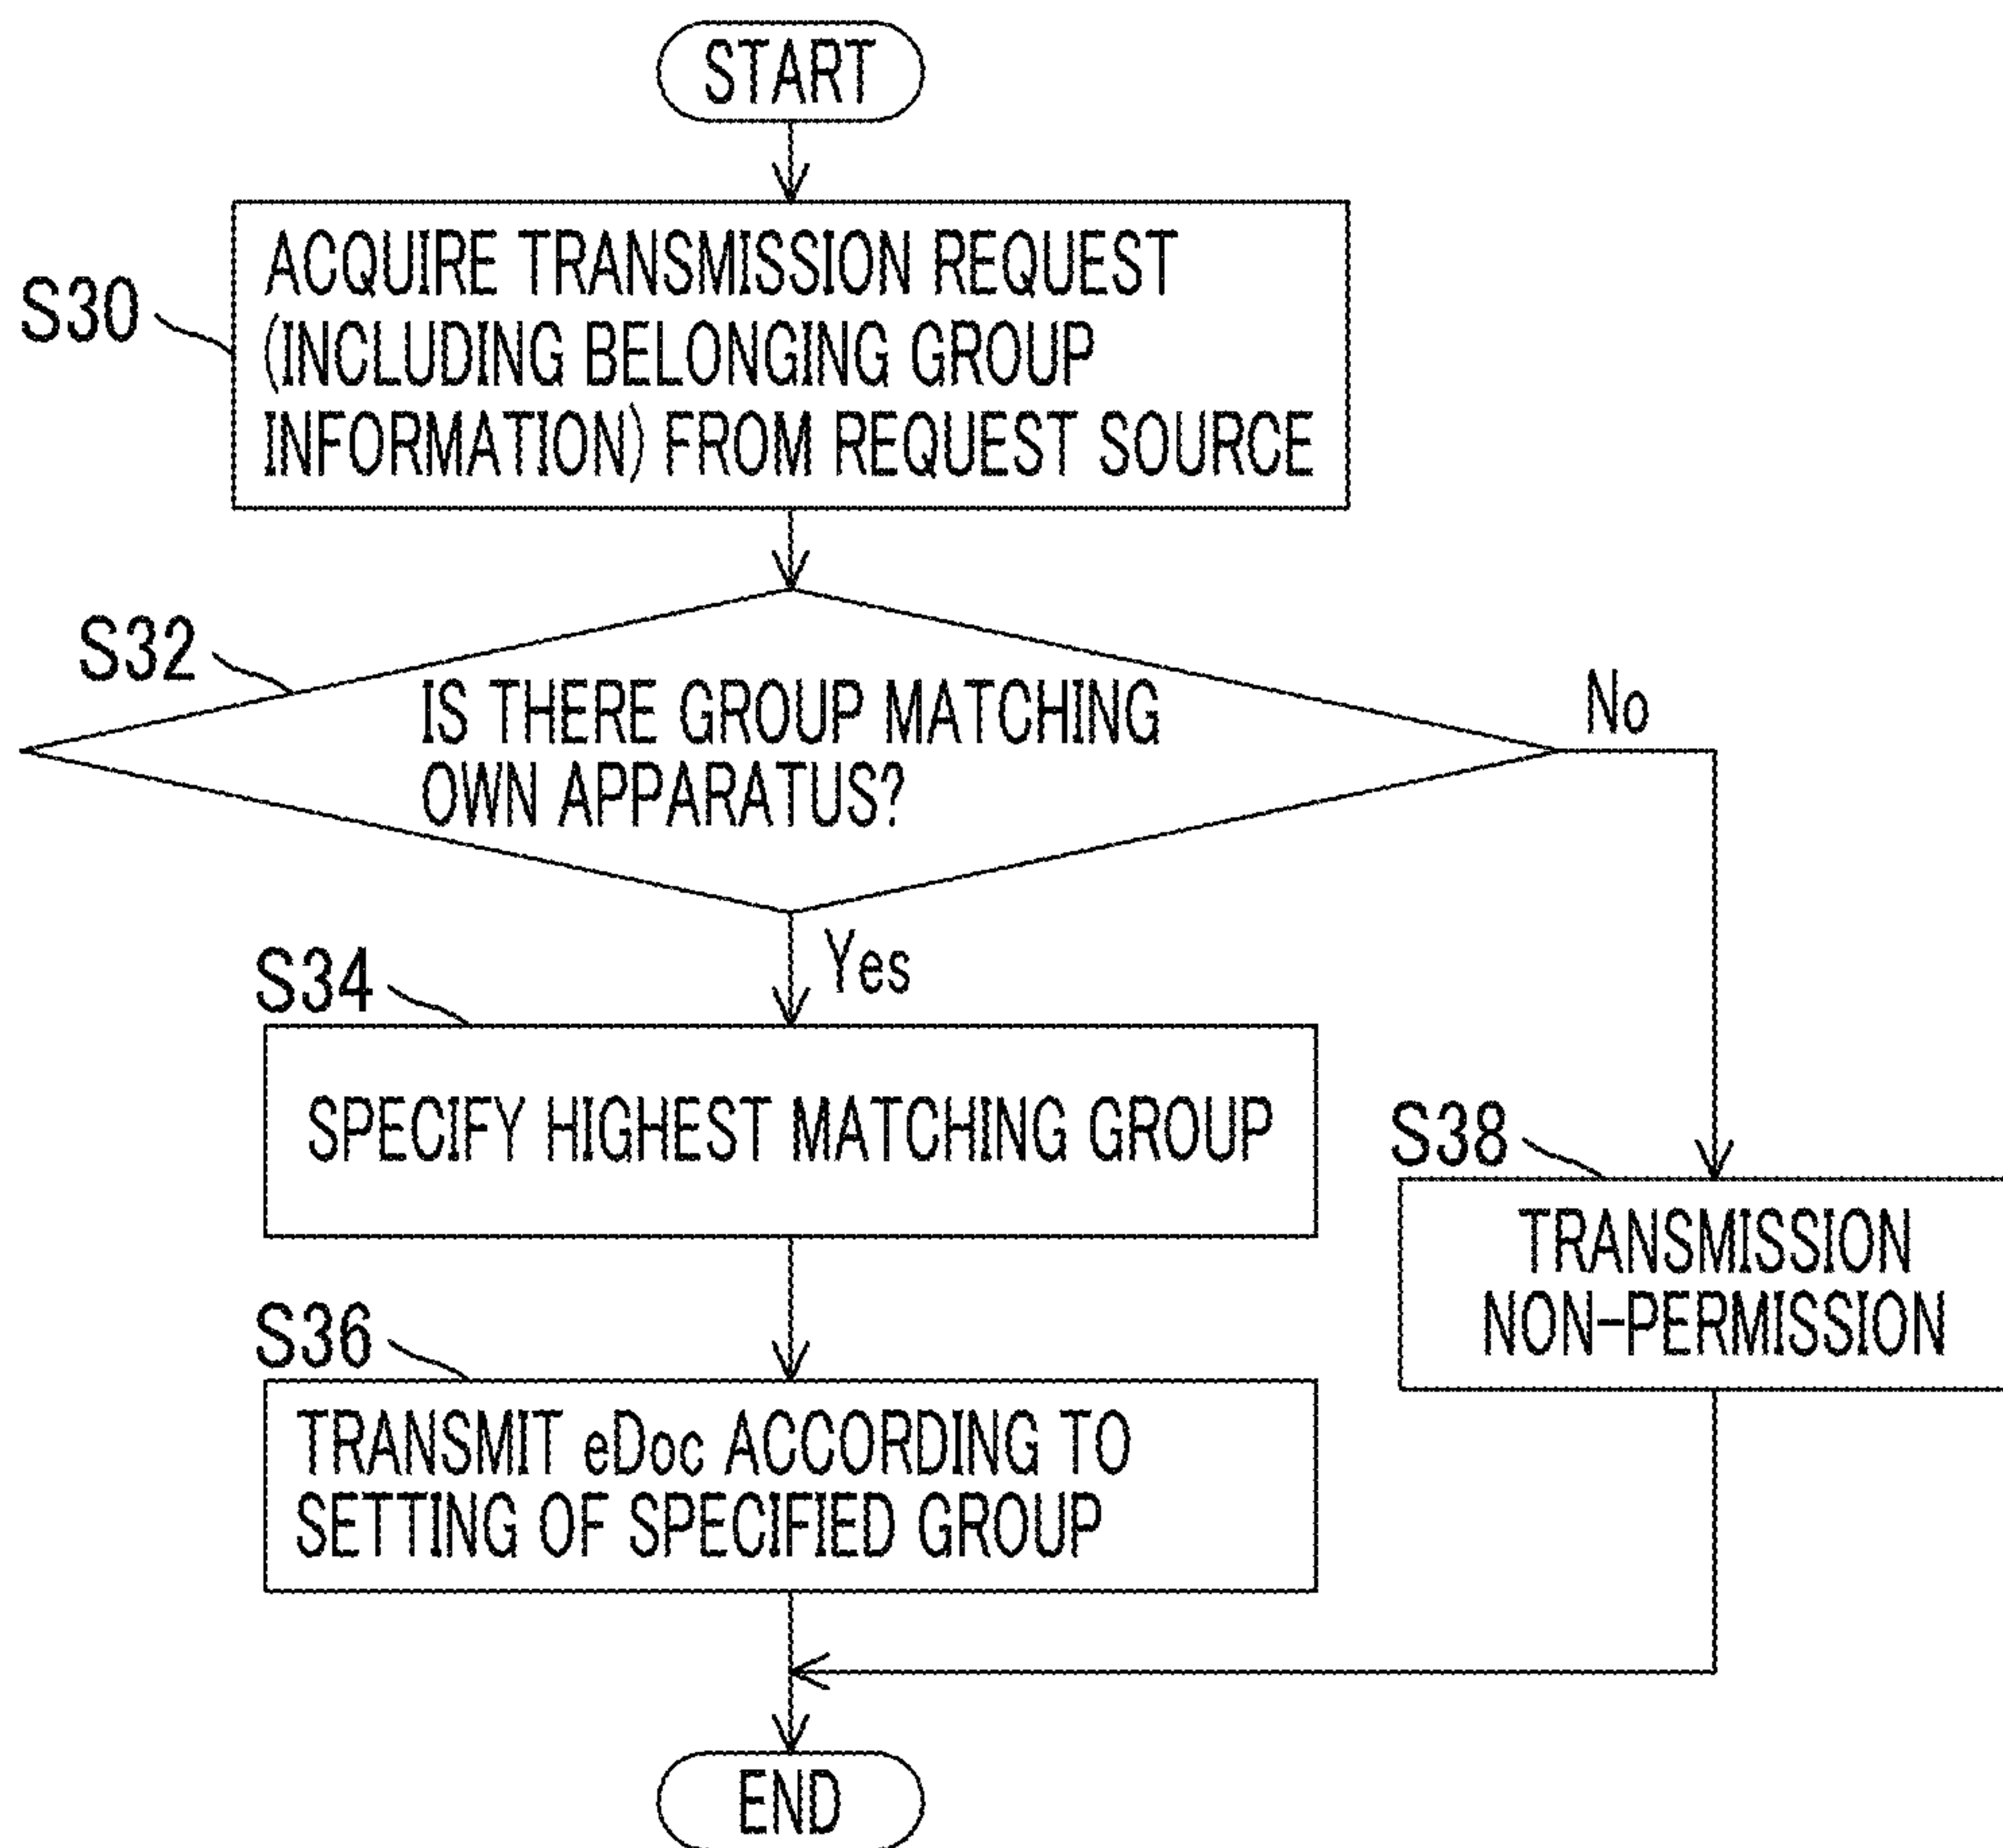 START
S30
ACQUIRE TRANSMISSION REQUEST
(INCLUDING BELONGING GROUP
INFORMATION) FROM REQUEST SOURCE
S32
IS THERE GROUP MATCHING
OWN APPARATUS?
No
Yes
S34
SPECIFY HIGHEST MATCHING GROUP
S38
TRANSMISSION
NON-PERMISSION
S36
TRANSMIT eDoc ACCORDING TO
SETTING OF SPECIFIED GROUP
END